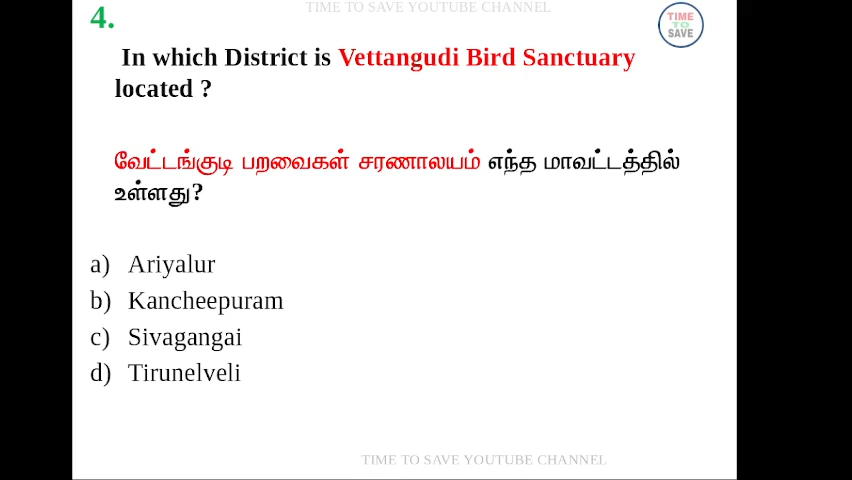 TIME TO SAVE YOUTUBE CHANNEL
4.
TIME
TO
SAVE
In which District is Vettangudi Bird Sanctuary
located ?
வேட்டங்குடி பறவைகள் சரணாலயம் எந்த மாவட்டத்தில்
உள்ளது?
a) Ariyalur
b) Kancheepuram
c) Sivagangai
d) Tirunelveli
TIME TO SAVE YOUTUBE CHANNEL